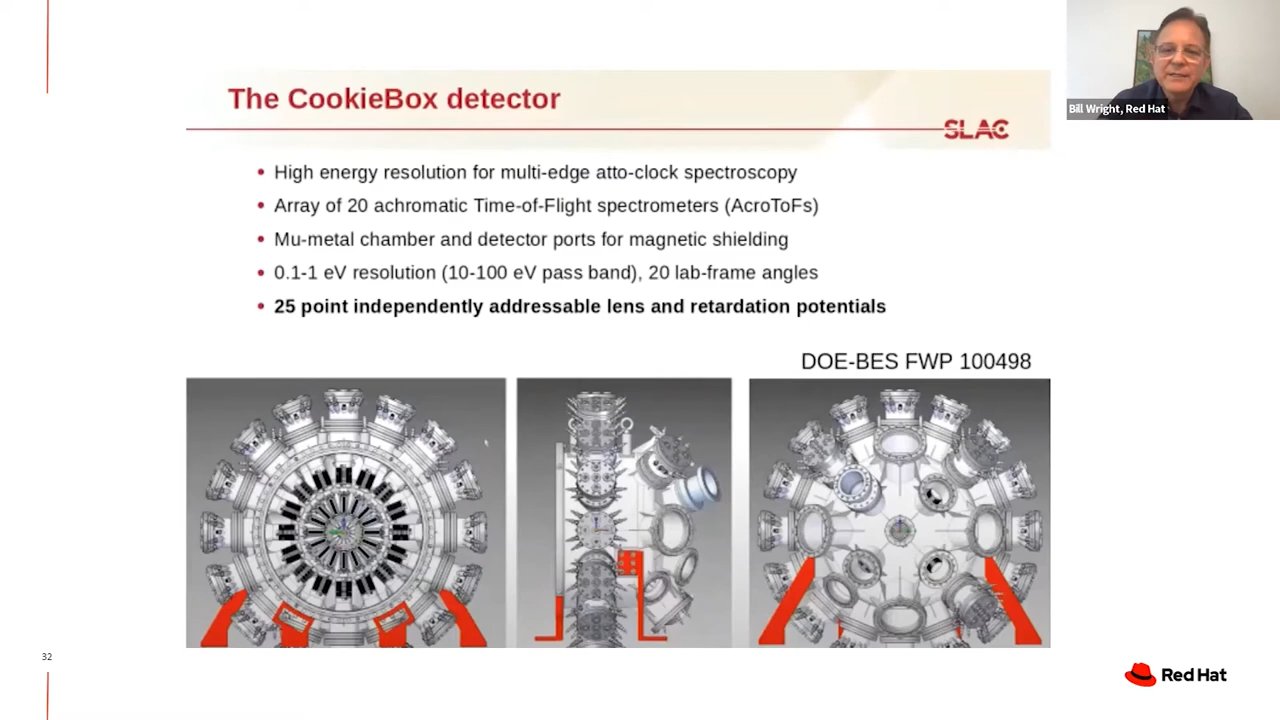 The CookieBox detector
SLAC
• High energy resolution for multi-edge atto-clock spectroscopy
• Array of 20 achromatic Time-of-Flight spectrometers (AcroToFs)
• Mu-metal chamber and detector ports for magnetic shielding
• 0.1-1 eV resolution (10-100 eV pass band), 20 lab-frame angles
• 25 point independently addressable lens and retardation potentials
DOE-BES FWP 100498
Bill Wright, Red Hat
32
Red Hat